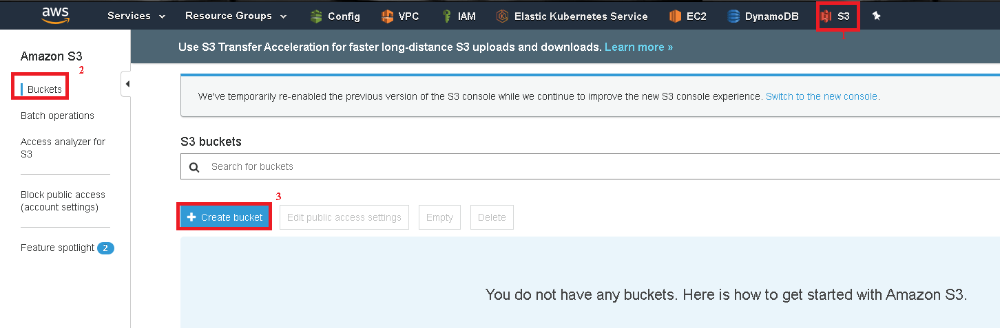 aws Services Resource Groups Config VPC IAM Elastic Kubernetes Service EC2 DynamoDB S3
1
Use S3 Transfer Acceleration for faster long-distance S3 uploads and downloads. Learn more »
Amazon S3
2
Buckets
Batch operations
Access analyzer for
S3
Block public access
(account settings)
Feature spotlight 2
We've temporarily re-enabled the previous version of the S3 console while we continue to improve the new S3 console experience. Switch to the new console.
S3 buckets
Search for buckets
3
Create bucket Edit public access settings Empty Delete
You do not have any buckets. Here is how to get started with Amazon S3.